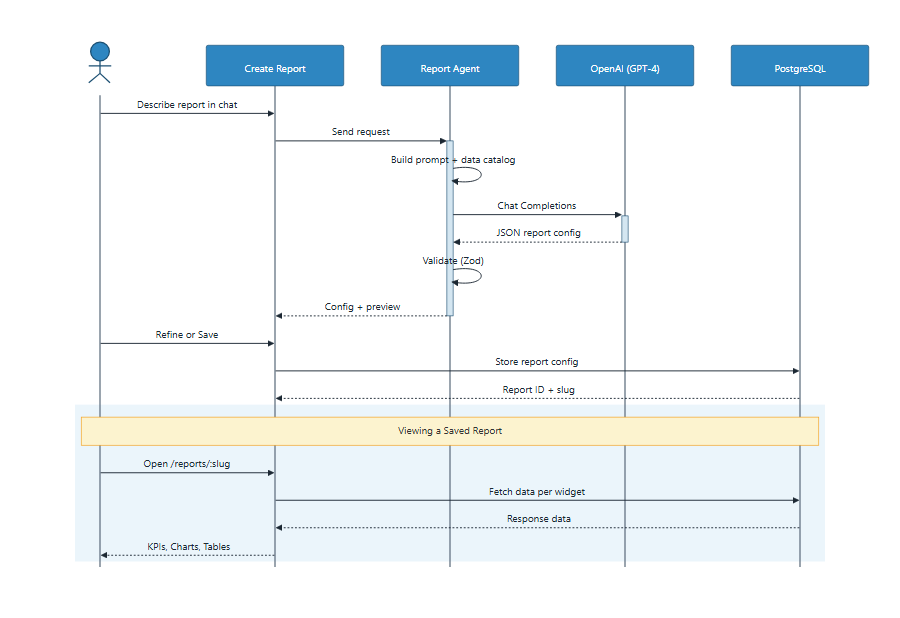 Create Report
Report Agent
OpenAI (GPT-4)
PostgreSQL
Describe report in chat
Send request
Build prompt + data catalog
Chat Completions
JSON report config
Validate (Zod)
Config + preview
Refine or Save
Store report config
Report ID + slug
Viewing a Saved Report
Open /reports/:slug
Fetch data per widget
Response data
KPIs, Charts, Tables